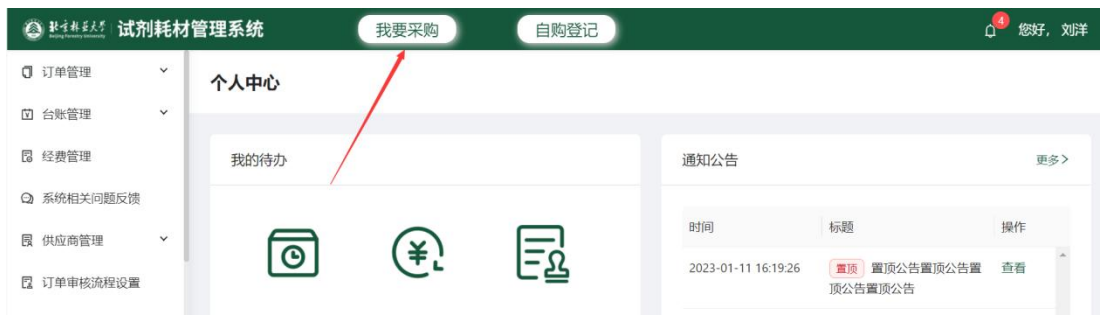 北京林业大学 试剂耗材管理系统 我要采购 自购登记 4 您好，刘洋
Beijing Forestry University
订单管理
个人中心
台账管理
经费管理
我的待办
通知公告 更多>
系统相关问题反馈
供应商管理
时间 标题 操作
2023-01-11 16:19:26 置顶 置顶公告置顶公告置 查看
顶公告置顶公告
订单审核流程设置